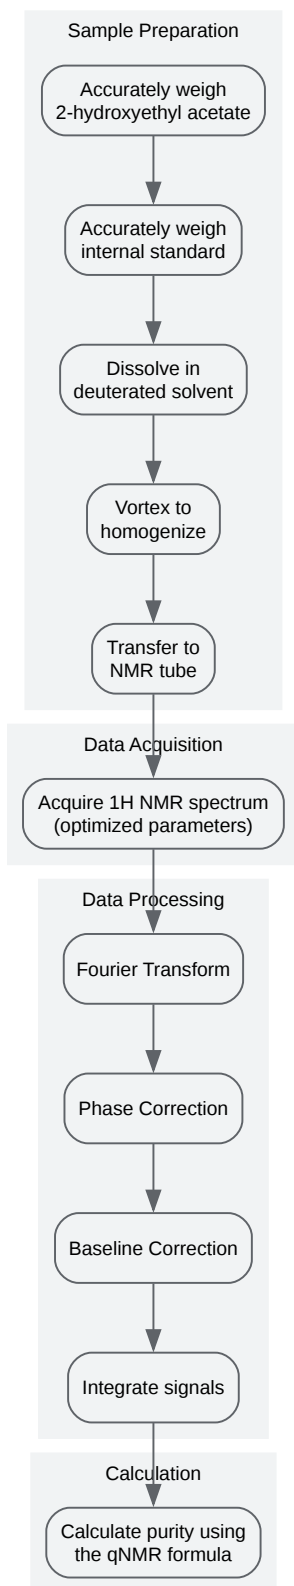 Sample Preparation
Accurately weigh
2-hydroxyethyl acetate
Accurately weigh
internal standard
Dissolve in
deuterated solvent
Vortex to
homogenize
Transfer to
NMR tube
Data Acquisition
Acquire 1H NMR spectrum
(optimized parameters)
Data Processing
Fourier Transform
Phase Correction
Baseline Correction
Integrate signals
Calculation
Calculate purity using
the qNMR formula